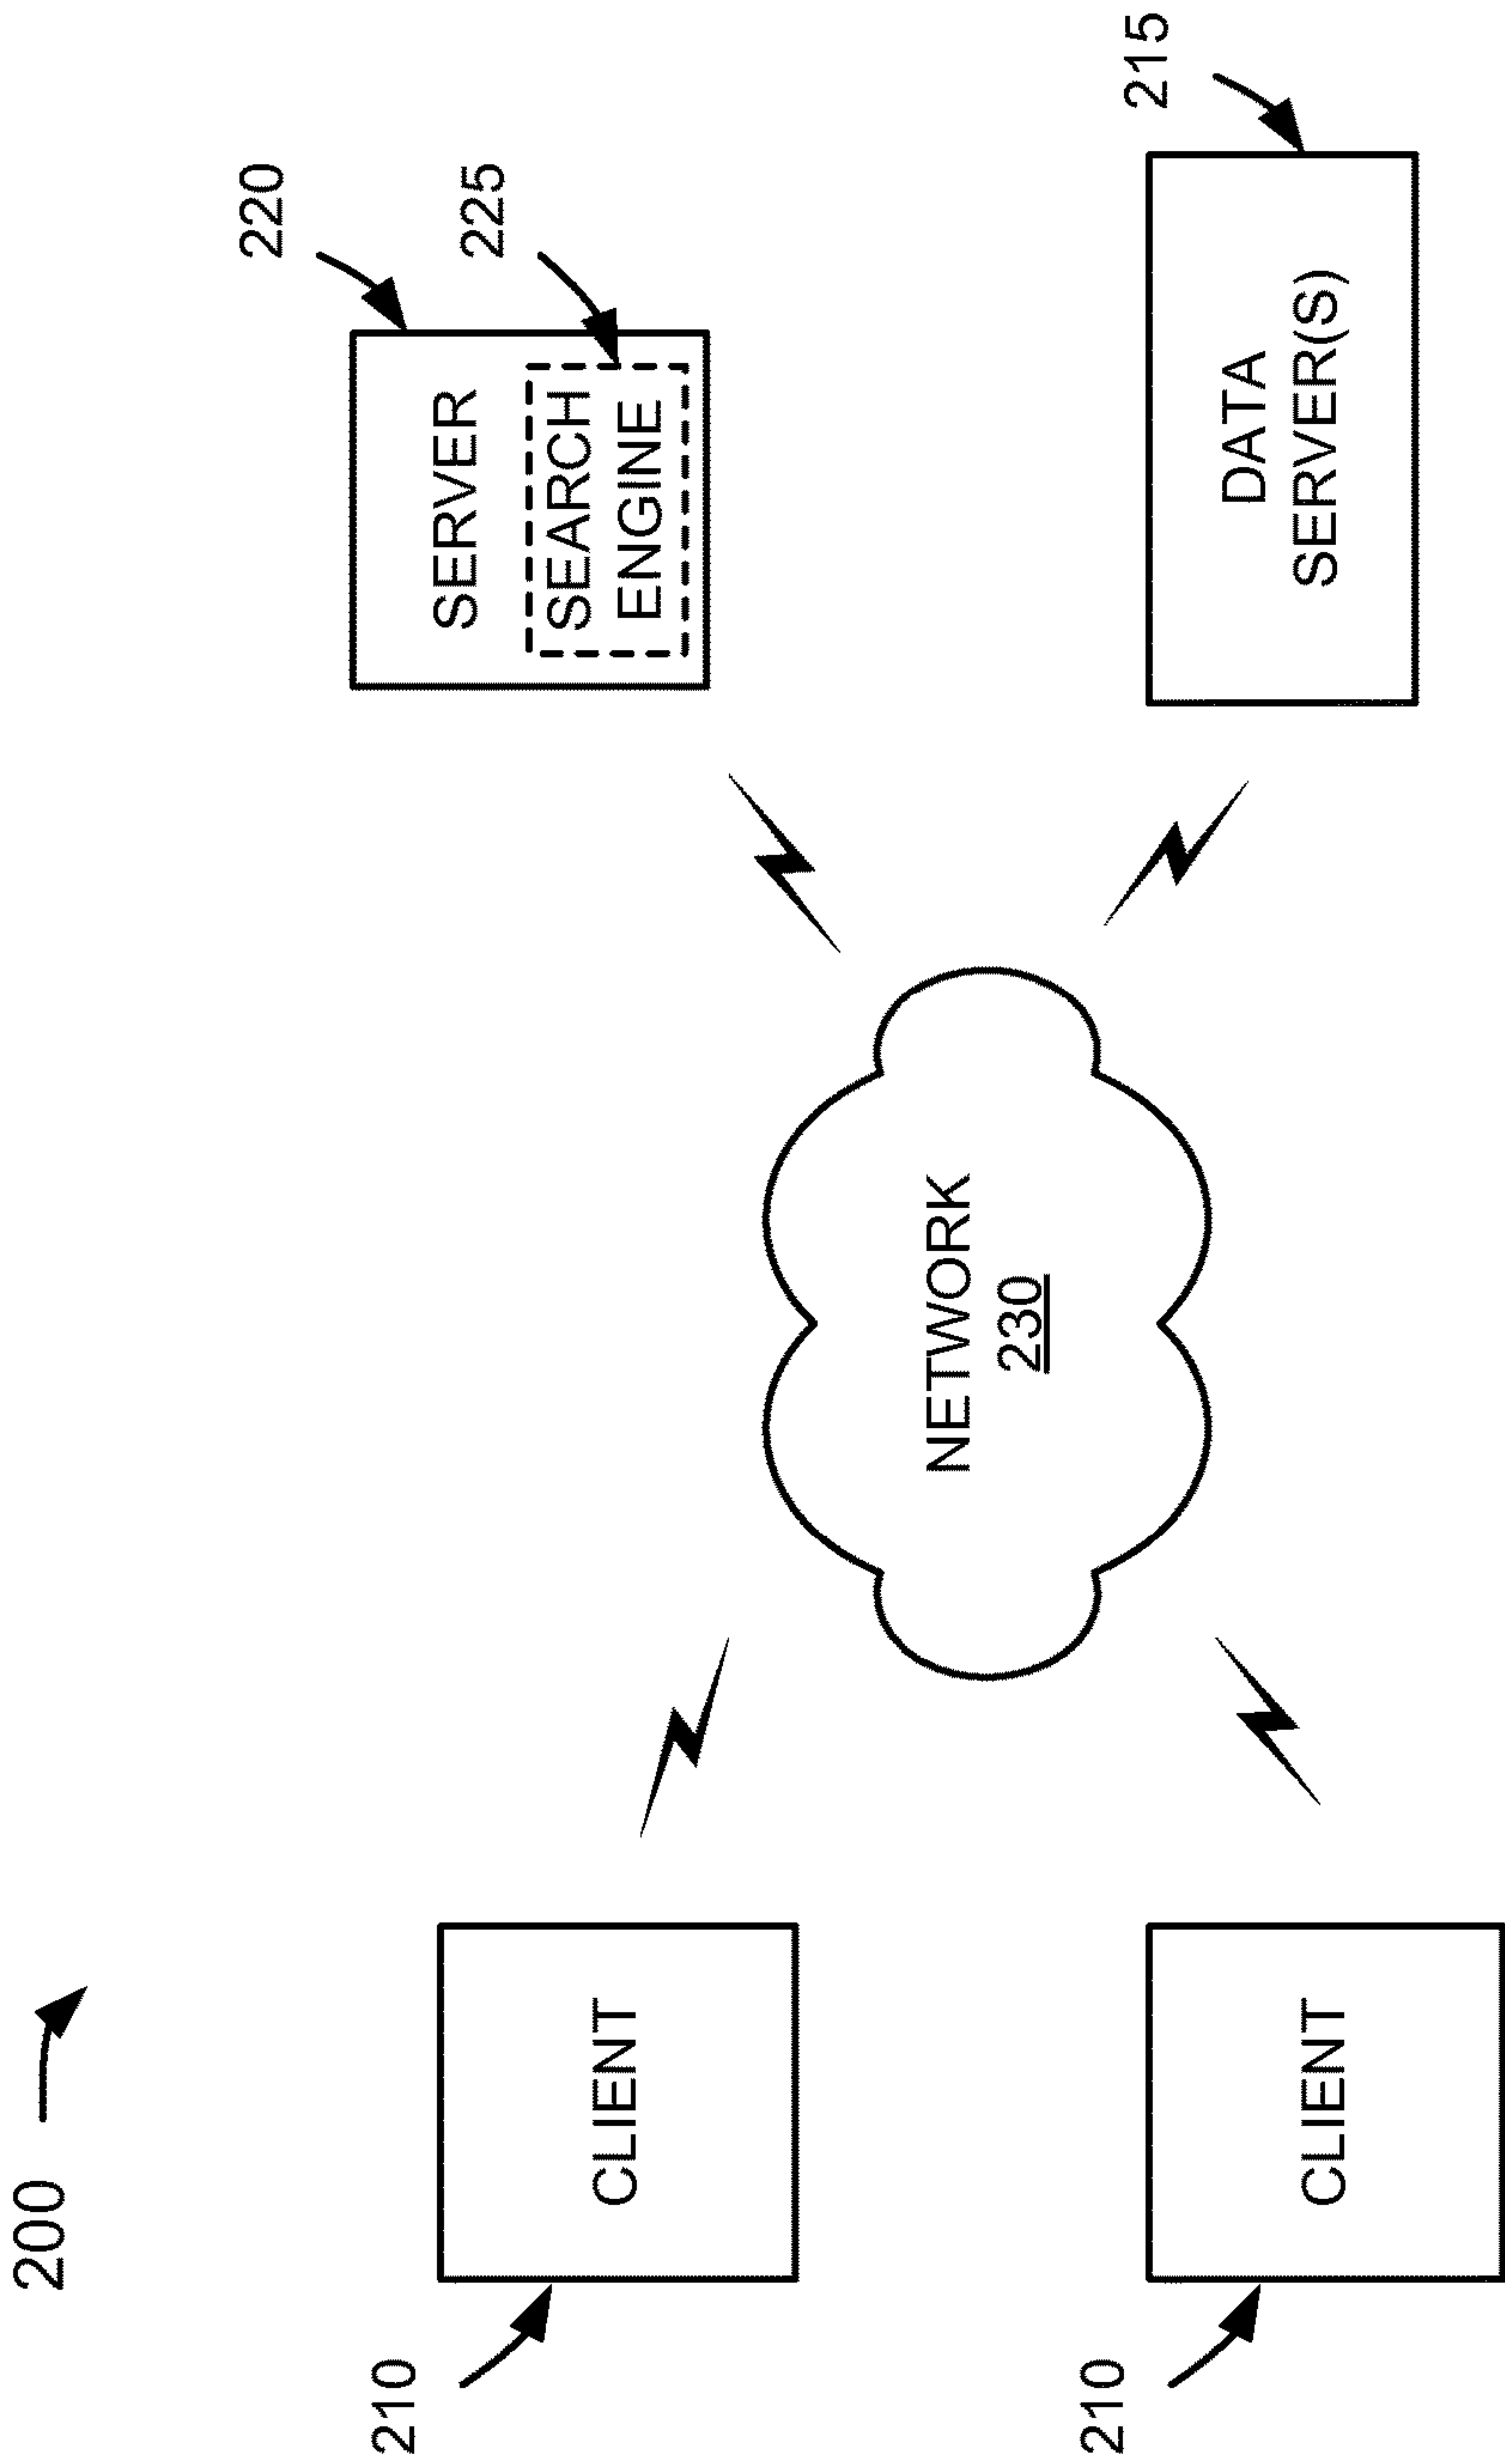 200
210
CLIENT
210
CLIENT
NETWORK
230
220
SERVER
225
SEARCH
ENGINE
215
DATA
SERVER(S)